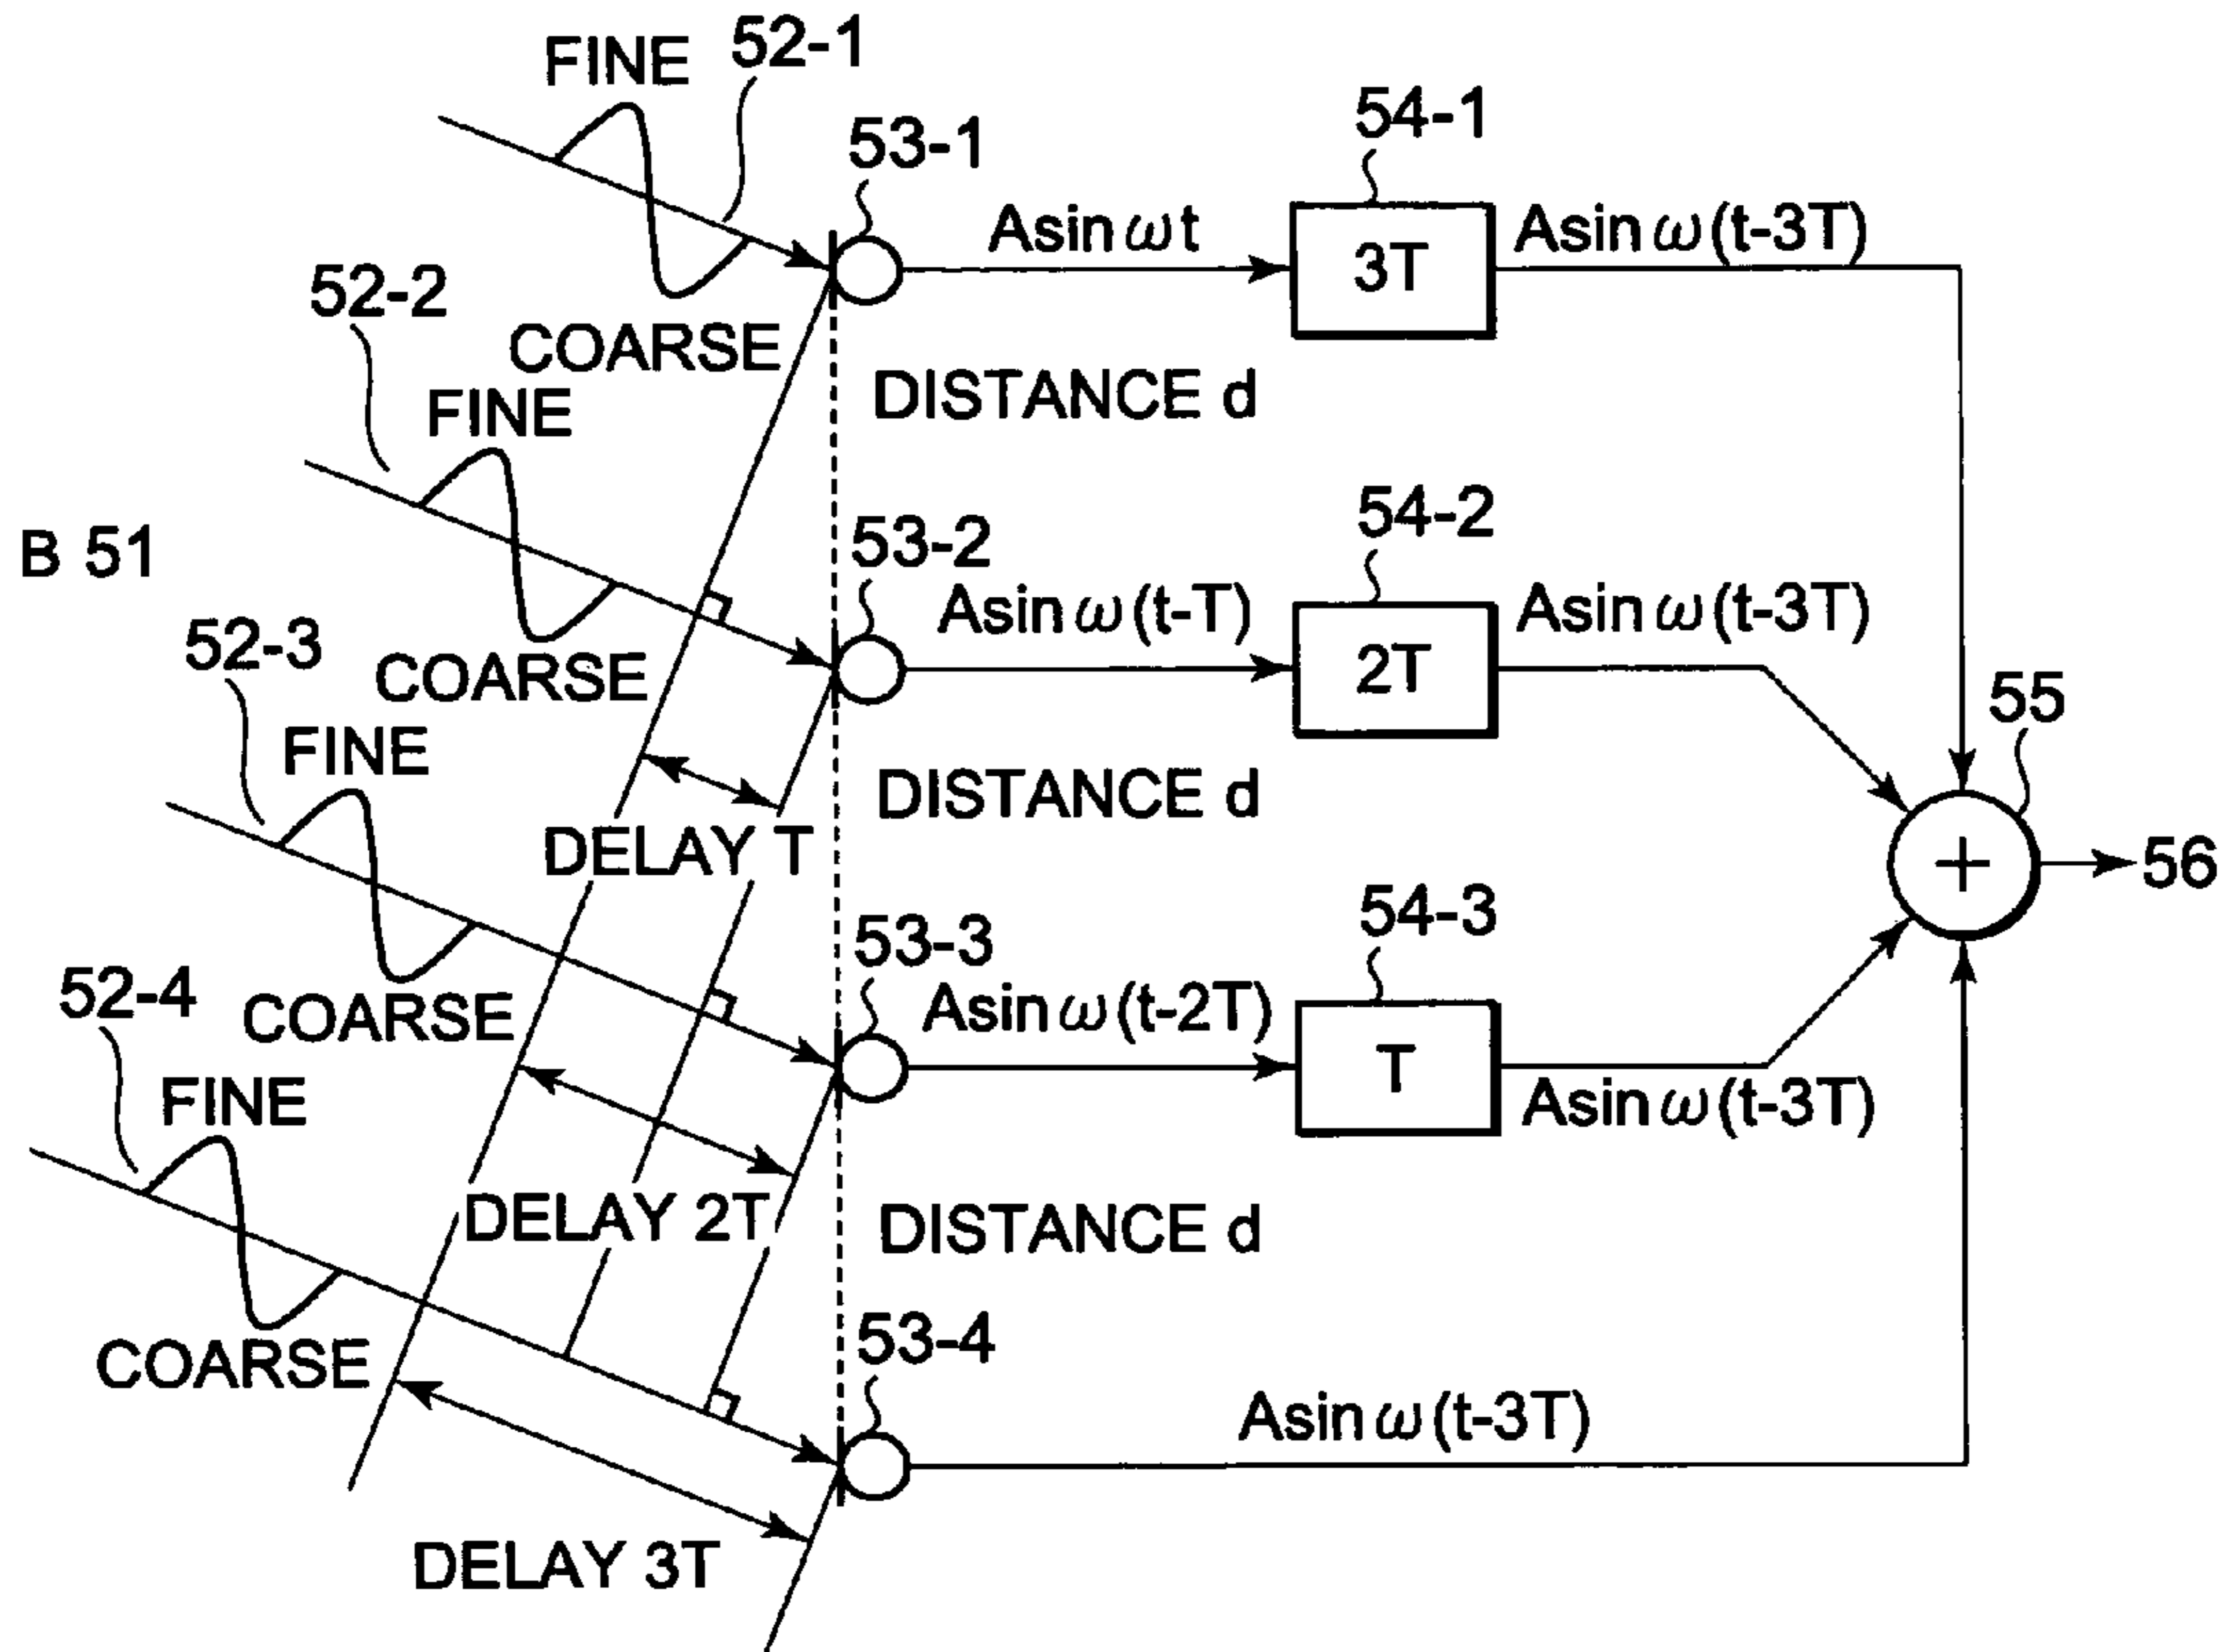 FINE
52-1
53-1
54-1
Asin ω t
3T
Asin ω (t-3T)
52-2
COARSE
DISTANCE d
FINE
B 51
53-2
54-2
Asin ω (t-T)
2T
Asin ω (t-3T)
COARSE
52-3
55
FINE
DISTANCE d
DELAY T
56
53-3
54-3
52-4
COARSE
Asin ω (t-2T)
T
Asin ω (t-3T)
FINE
DELAY 2T
DISTANCE d
53-4
COARSE
Asin ω (t-3T)
DELAY 3T